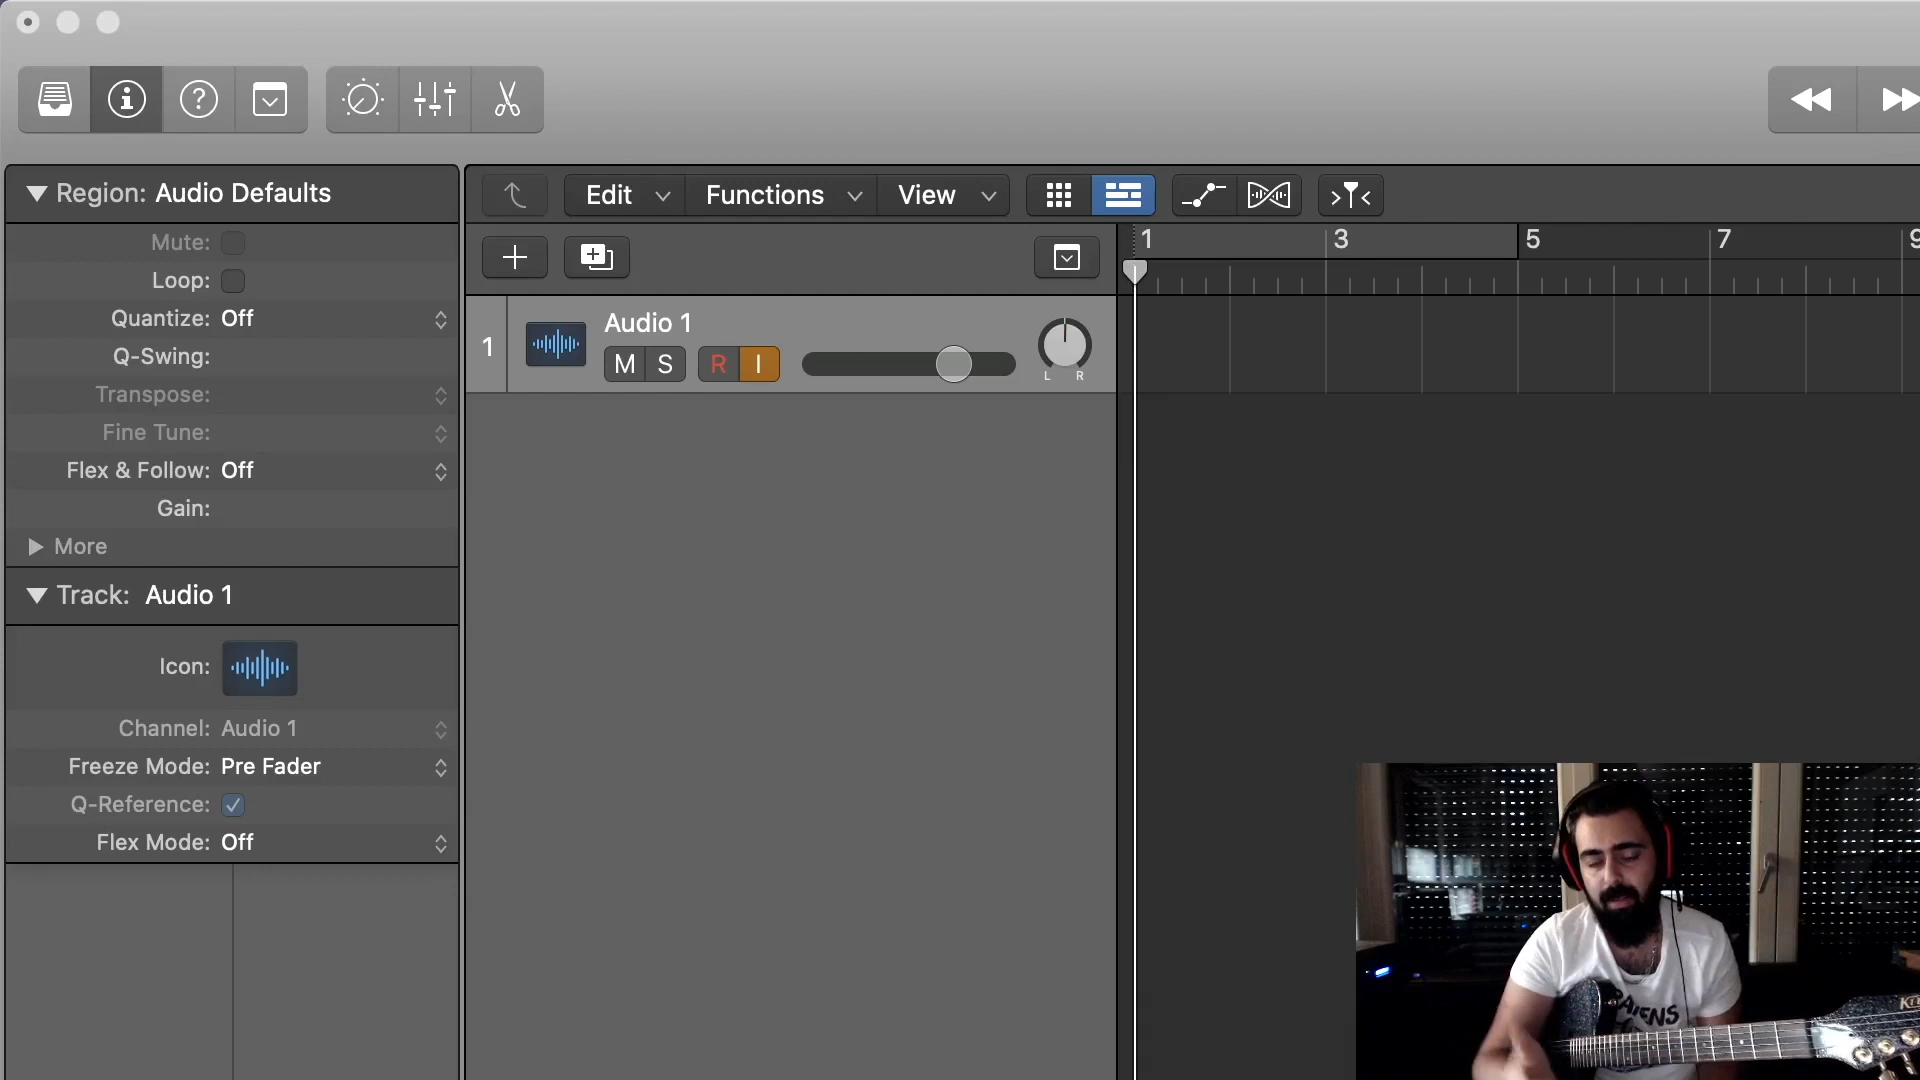 Region: Audio Defaults
Mute:
Loop:
Quantize: Off
Q-Swing:
Transpose:
Fine Tune:
Flex & Follow: Off
Gain:
More
Track: Audio 1
Icon:
Channel: Audio 1
Freeze Mode: Pre Fader
Q-Reference:
Flex Mode: Off
Edit Functions View
1 3 5 7 9
1 Audio 1
M S R I
L R